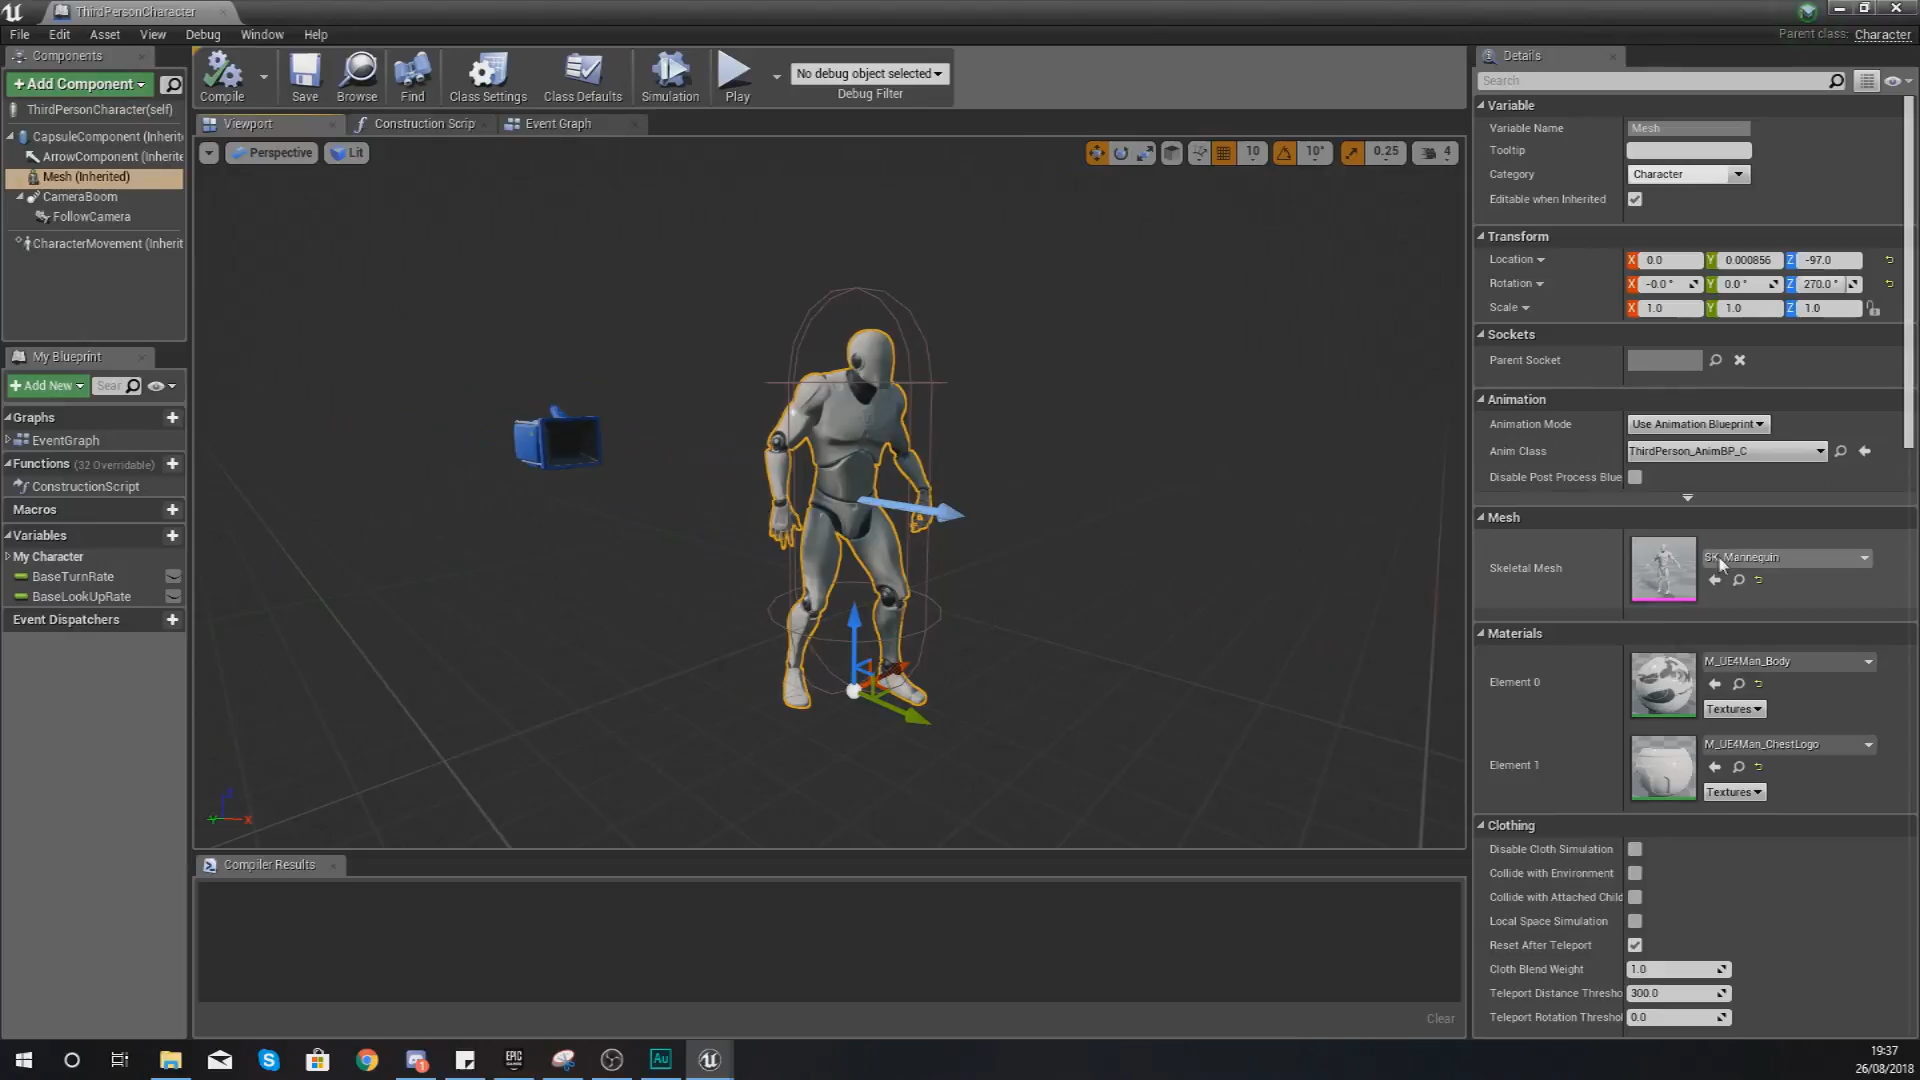 ThirdPersonCharacter
File Edit Asset View Debug Window Help
Parent class: Character
Components
+ Add Component
ThirdPersonCharacter(self)
CapsuleComponent (Inherit
ArrowComponent (Inherite
Mesh (Inherited)
CameraBoom
FollowCamera
CharacterMovement (Inherit
My Blueprint
+ Add New
Sear
Graphs
EventGraph
Functions (32 Overridable)
ConstructionScript
Macros
Variables
My Character
BaseTurnRate
BaseLookUpRate
Event Dispatchers
Compile Save Browse Find Class Settings Class Defaults Simulation Play
No debug object selected
Debug Filter
Viewport
Construction Scrip
Event Graph
Perspective
Lit
10 10° 0.25 4
Z
Y X
Compiler Results
Clear
Details
Search
Variable
Variable Name Mesh
Tooltip
Category Character
Editable when Inherited
Transform
Location X 0.0 Y 0.000856 Z -97.0
Rotation X -0.0° Y 0.0° Z 270.0°
Scale X 1.0 Y 1.0 Z 1.0
Sockets
Parent Socket
Animation
Animation Mode Use Animation Blueprint
Anim Class ThirdPerson_AnimBP_C
Disable Post Process Blue
Mesh
Skeletal Mesh SK_Mannequin
Materials
Element 0 M_UE4Man_Body
Textures
Element 1 M_UE4Man_ChestLogo
Textures
Clothing
Disable Cloth Simulation
Collide with Environment
Collide with Attached Child
Local Space Simulation
Reset After Teleport
Cloth Blend Weight 1.0
Teleport Distance Thresho 300.0
Teleport Rotation Threshol 0.0
EPIC
GAMES
Au
1
19:37
26/08/2018